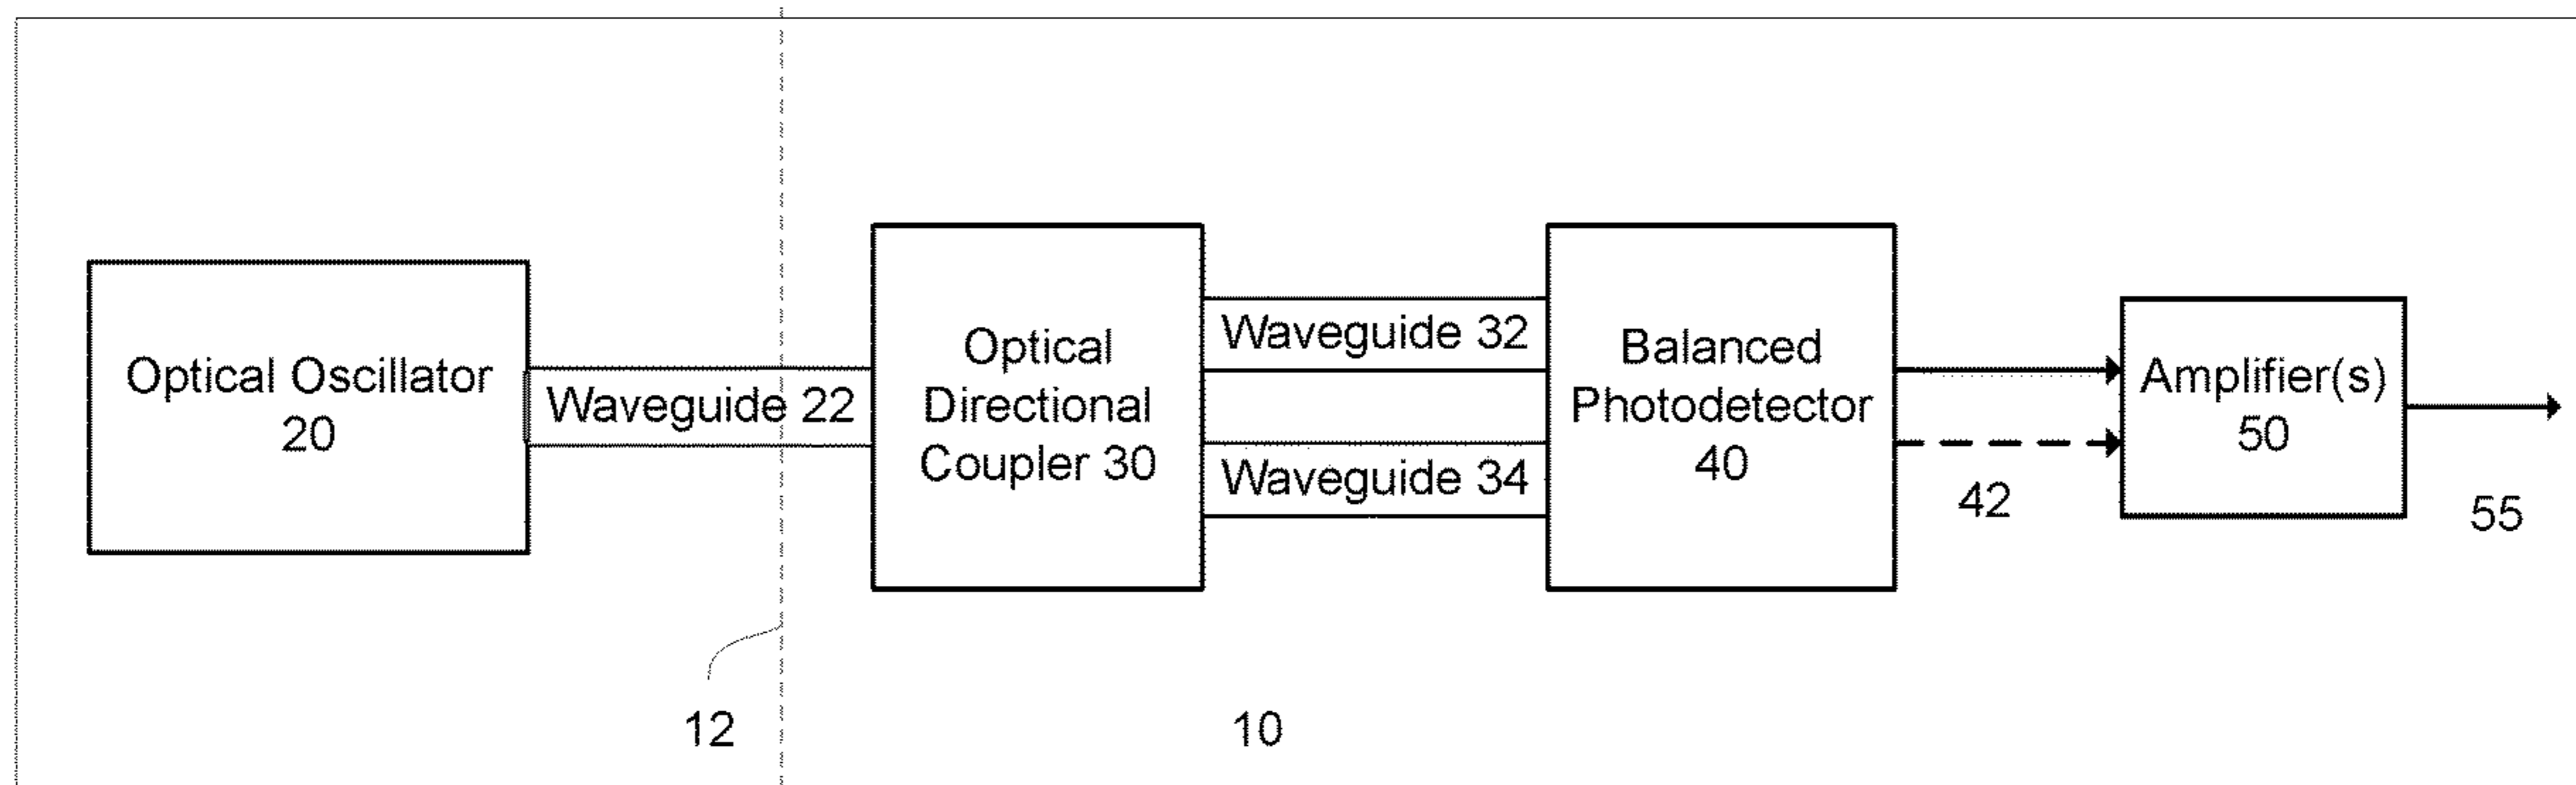 Optical Oscillator
20
Waveguide 22
Optical
Directional
Coupler 30
Waveguide 32
Waveguide 34
Balanced
Photodetector
40
42
Amplifier(s)
50
55
12
10